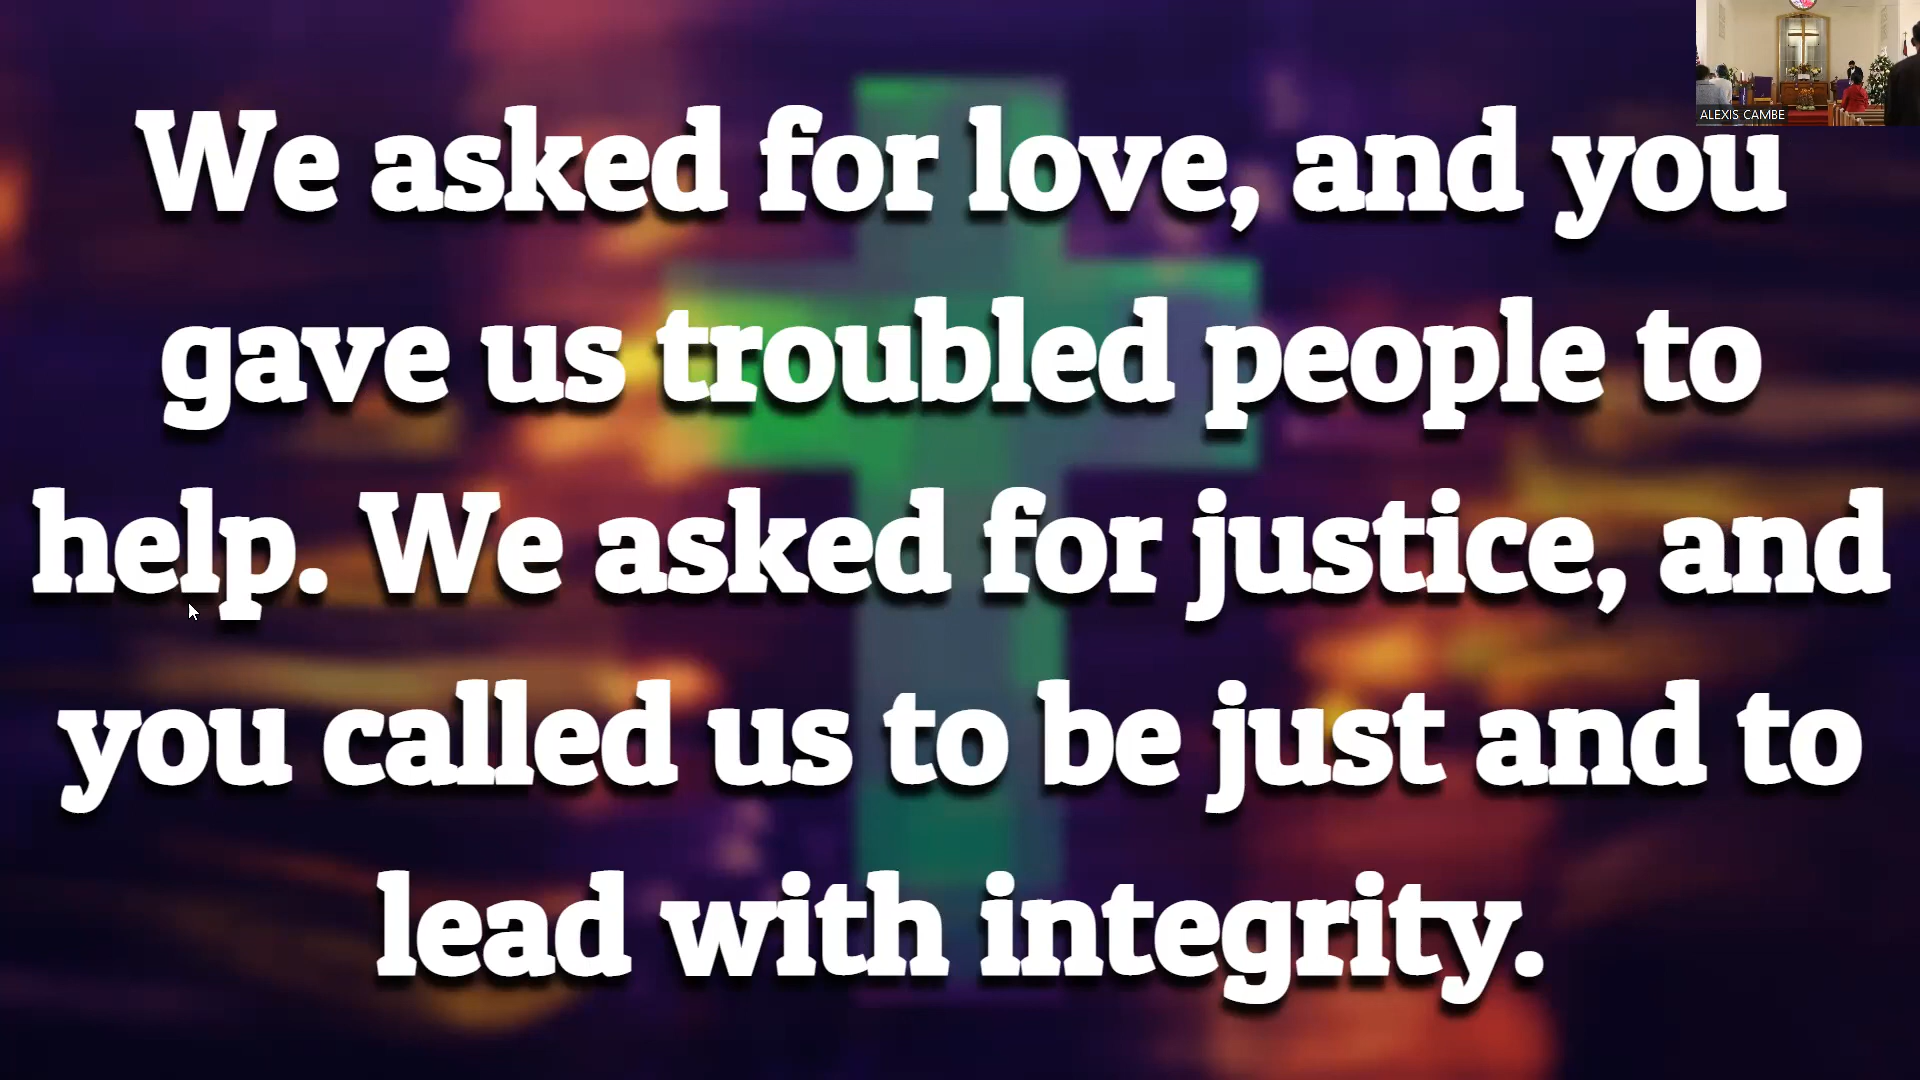 ALEXIS CAMBE
We asked for love, and you
gave us troubled people to
help. We asked for justice, and
you called us to be just and to
lead with integrity.